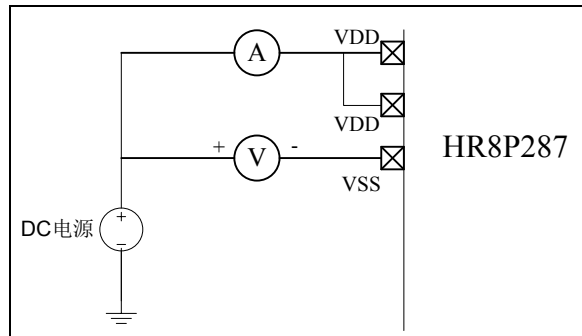 A
VDD
VDD
HR8P287
+ V -
VSS
DC电源
+
-